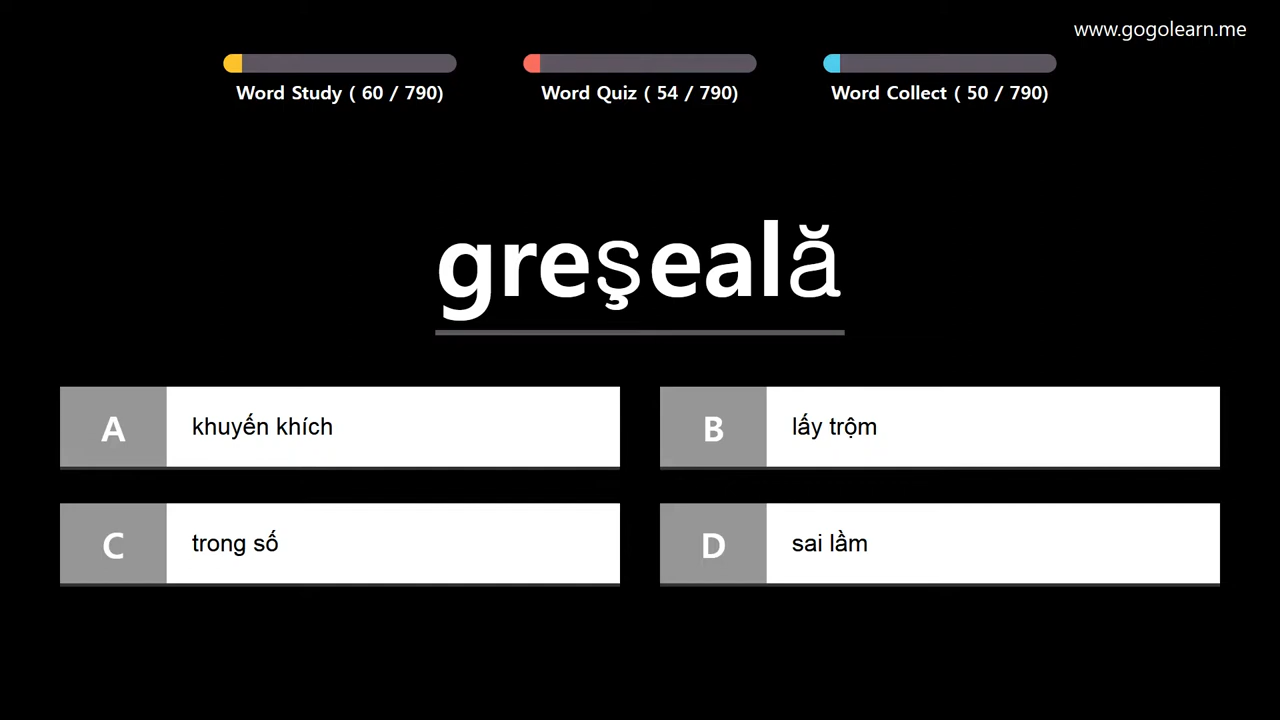 www.gogolearn.me
Word Study ( 60 / 790)
Word Quiz ( 54 / 790)
Word Collect ( 50 / 790)
greşeală
A khuyến khích
B lấy trộm
C trong số
D sai lầm